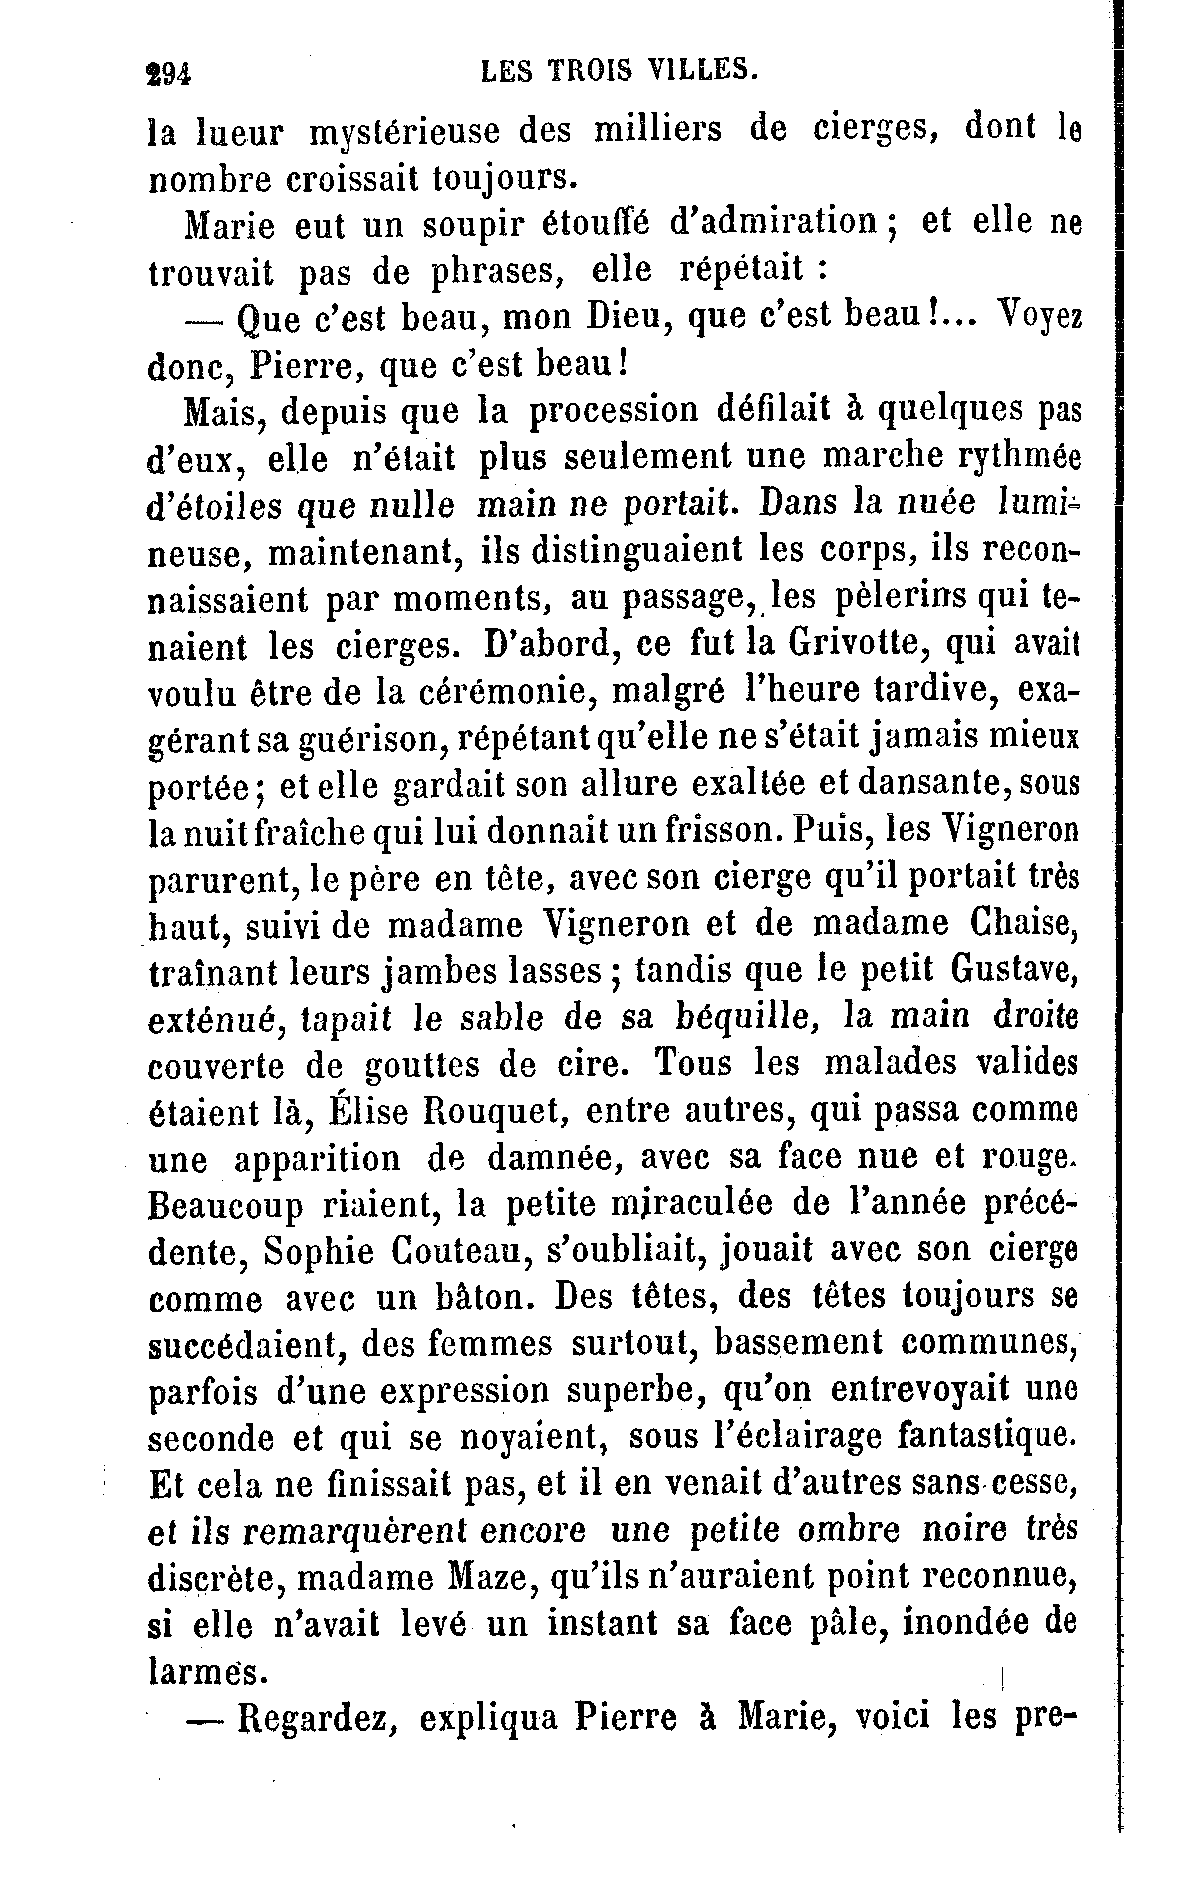 294 LES TROIS VILLES.
la lueur mystérieuse des milliers de cierges, dont le
nombre croissait toujours.
Marie eut un soupir étouffé d'admiration ; et elle ne
trouvait pas de phrases, elle répétait :
— Que c'est beau, mon Dieu, que c'est beau !... Voyez
donc, Pierre, que c'est beau !
Mais, depuis que la procession défilait à quelques pas
d'eux, elle n'était plus seulement une marche rythmée
d'étoiles que nulle main ne portait. Dans la nuée lumi-
neuse, maintenant, ils distinguaient les corps, ils recon-
naissaient par moments, au passage, les pèlerins qui te-
naient les cierges. D'abord, ce fut la Grivotte, qui avait
voulu être de la cérémonie, malgré l'heure tardive, exa-
gérant sa guérison, répétant qu'elle ne s'était jamais mieux
portée ; et elle gardait son allure exaltée et dansante, sous
la nuit fraîche qui lui donnait un frisson. Puis, les Vigneron
parurent, le père en tête, avec son cierge qu'il portait très
haut, suivi de madame Vigneron et de madame Chaise,
traînant leurs jambes lasses ; tandis que le petit Gustave,
exténué, tapait le sable de sa béquille, la main droite
couverte de gouttes de cire. Tous les malades valides
étaient là, Élise Rouquet, entre autres, qui passa comme
une apparition de damnée, avec sa face nue et rouge.
Beaucoup riaient, la petite miraculée de l'année précé-
dente, Sophie Couteau, s'oubliait, jouait avec son cierge
comme avec un bâton. Des têtes, des têtes toujours se
succédaient, des femmes surtout, bassement communes,
parfois d'une expression superbe, qu'on entrevoyait une
seconde et qui se noyaient, sous l'éclairage fantastique.
Et cela ne finissait pas, et il en venait d'autres sans cesse,
et ils remarquèrent encore une petite ombre noire très
discrète, madame Maze, qu'ils n'auraient point reconnue,
si elle n'avait levé un instant sa face pâle, inondée de
larmes.
— Regardez, expliqua Pierre à Marie, voici les pre-